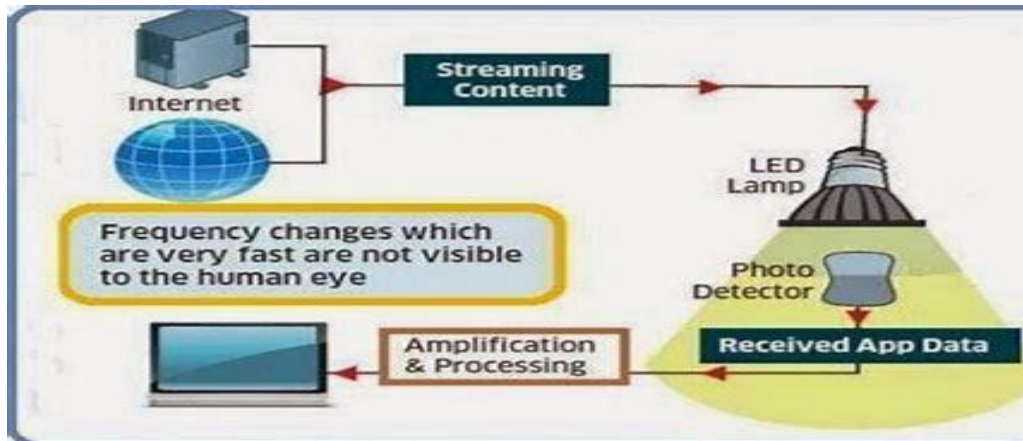 Internet
Streaming
Content
LED
Lamp
Frequency changes which
are very fast are not visible
to the human eye
Photo
Detector
Received App Data
Amplification
& Processing